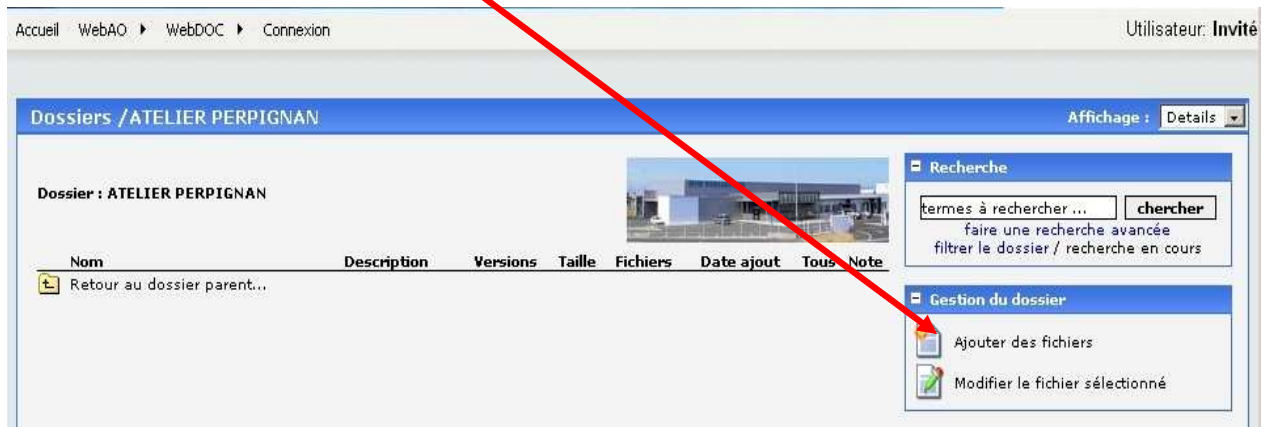 Accueil WebAO WebDOC Connexion Utilisateur: Invité
Dossiers /ATELIER PERPIGNAN Affichage : Details
Dossier : ATELIER PERPIGNAN
Nom Description Versions Taille Fichiers Date ajout Tous Note
Retour au dossier parent...
Recherche
termes à rechercher ... chercher
faire une recherche avancée
filtrer le dossier / recherche en cours
Gestion du dossier
Ajouter des fichiers
Modifier le fichier sélectionné